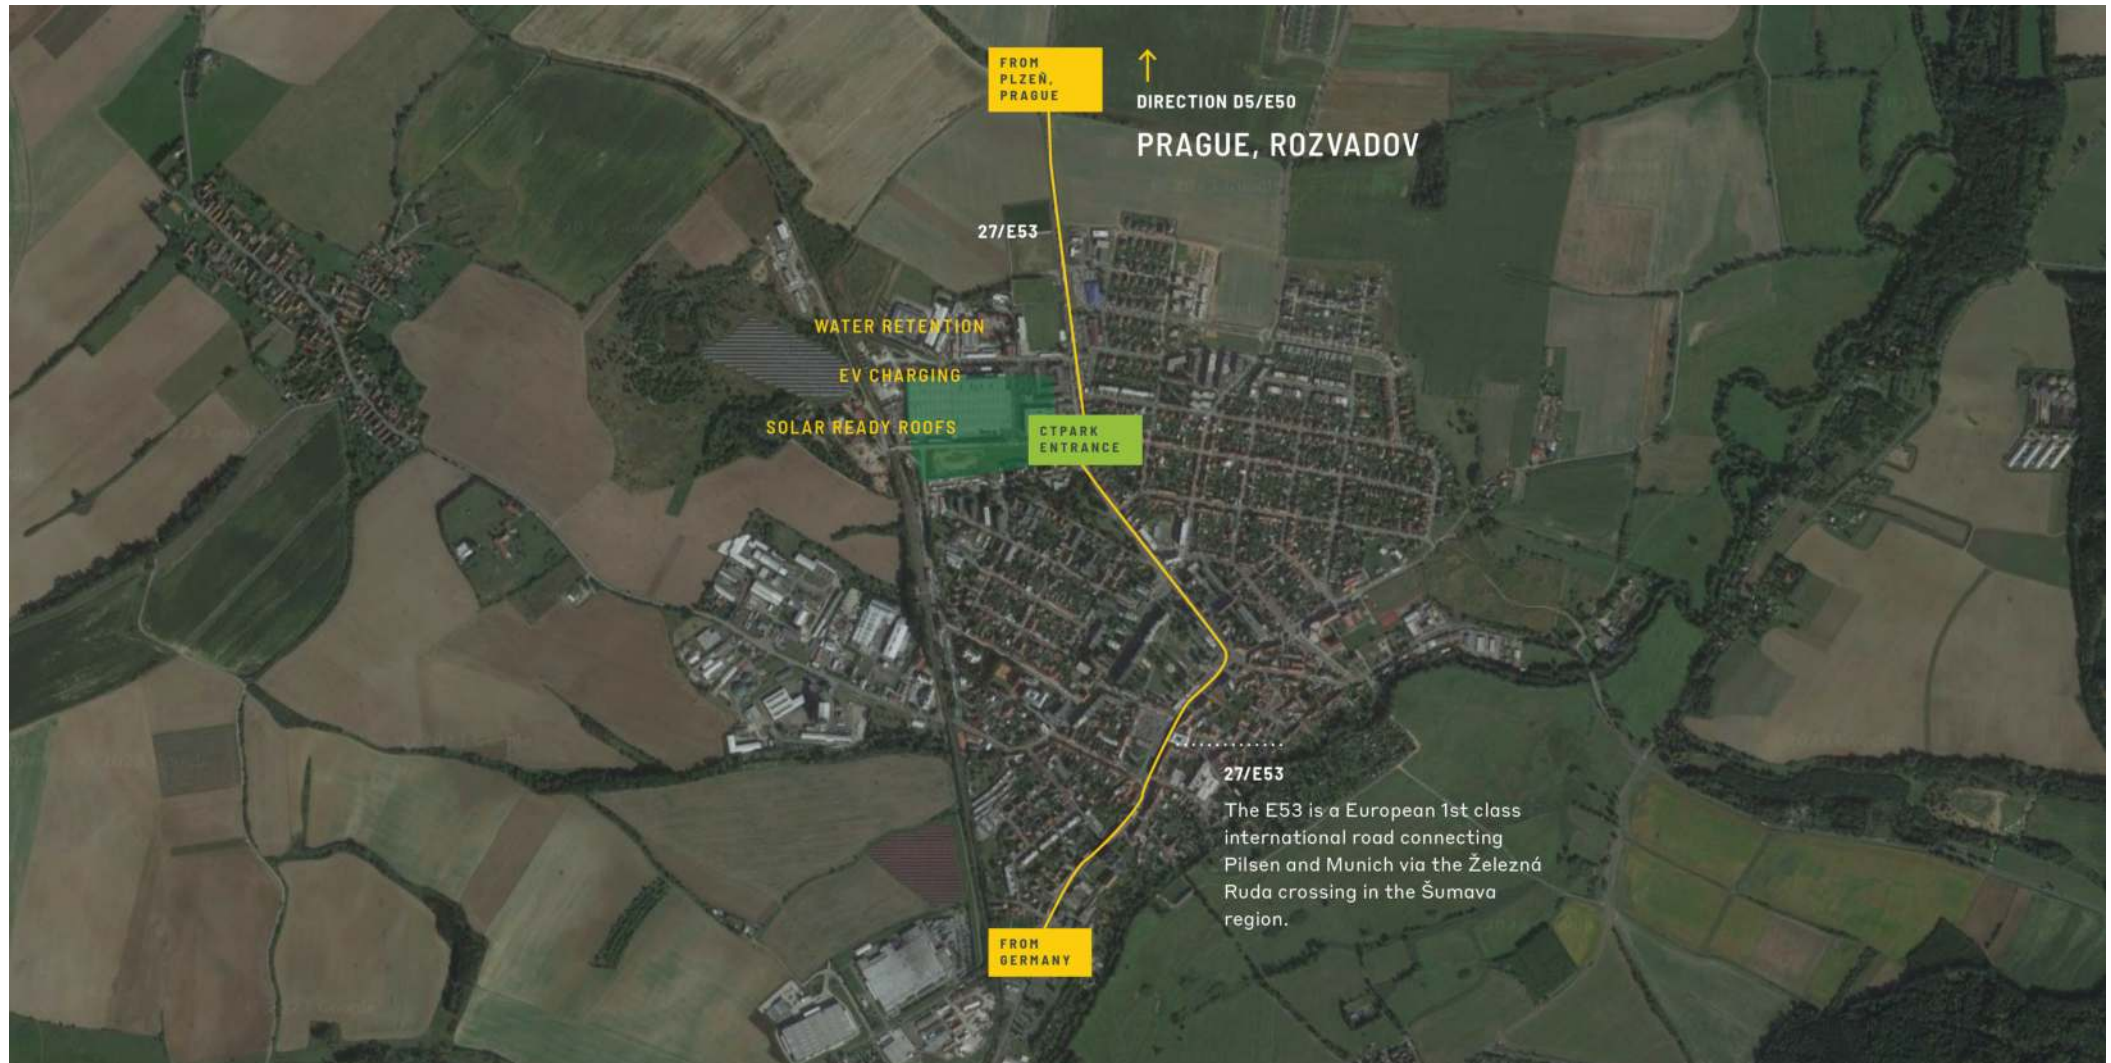 FROM
PLZEŇ,
PRAGUE
DIRECTION D5/E50
PRAGUE, ROZVADOV
27/E53
WATER RETENTION
EV CHARGING
SOLAR READY ROOFS
CTPARK
ENTRANCE
27/E53
The E53 is a European 1st class
international road connecting
Pilsen and Munich via the Železná
Ruda crossing in the Šumava
region.
FROM
GERMANY